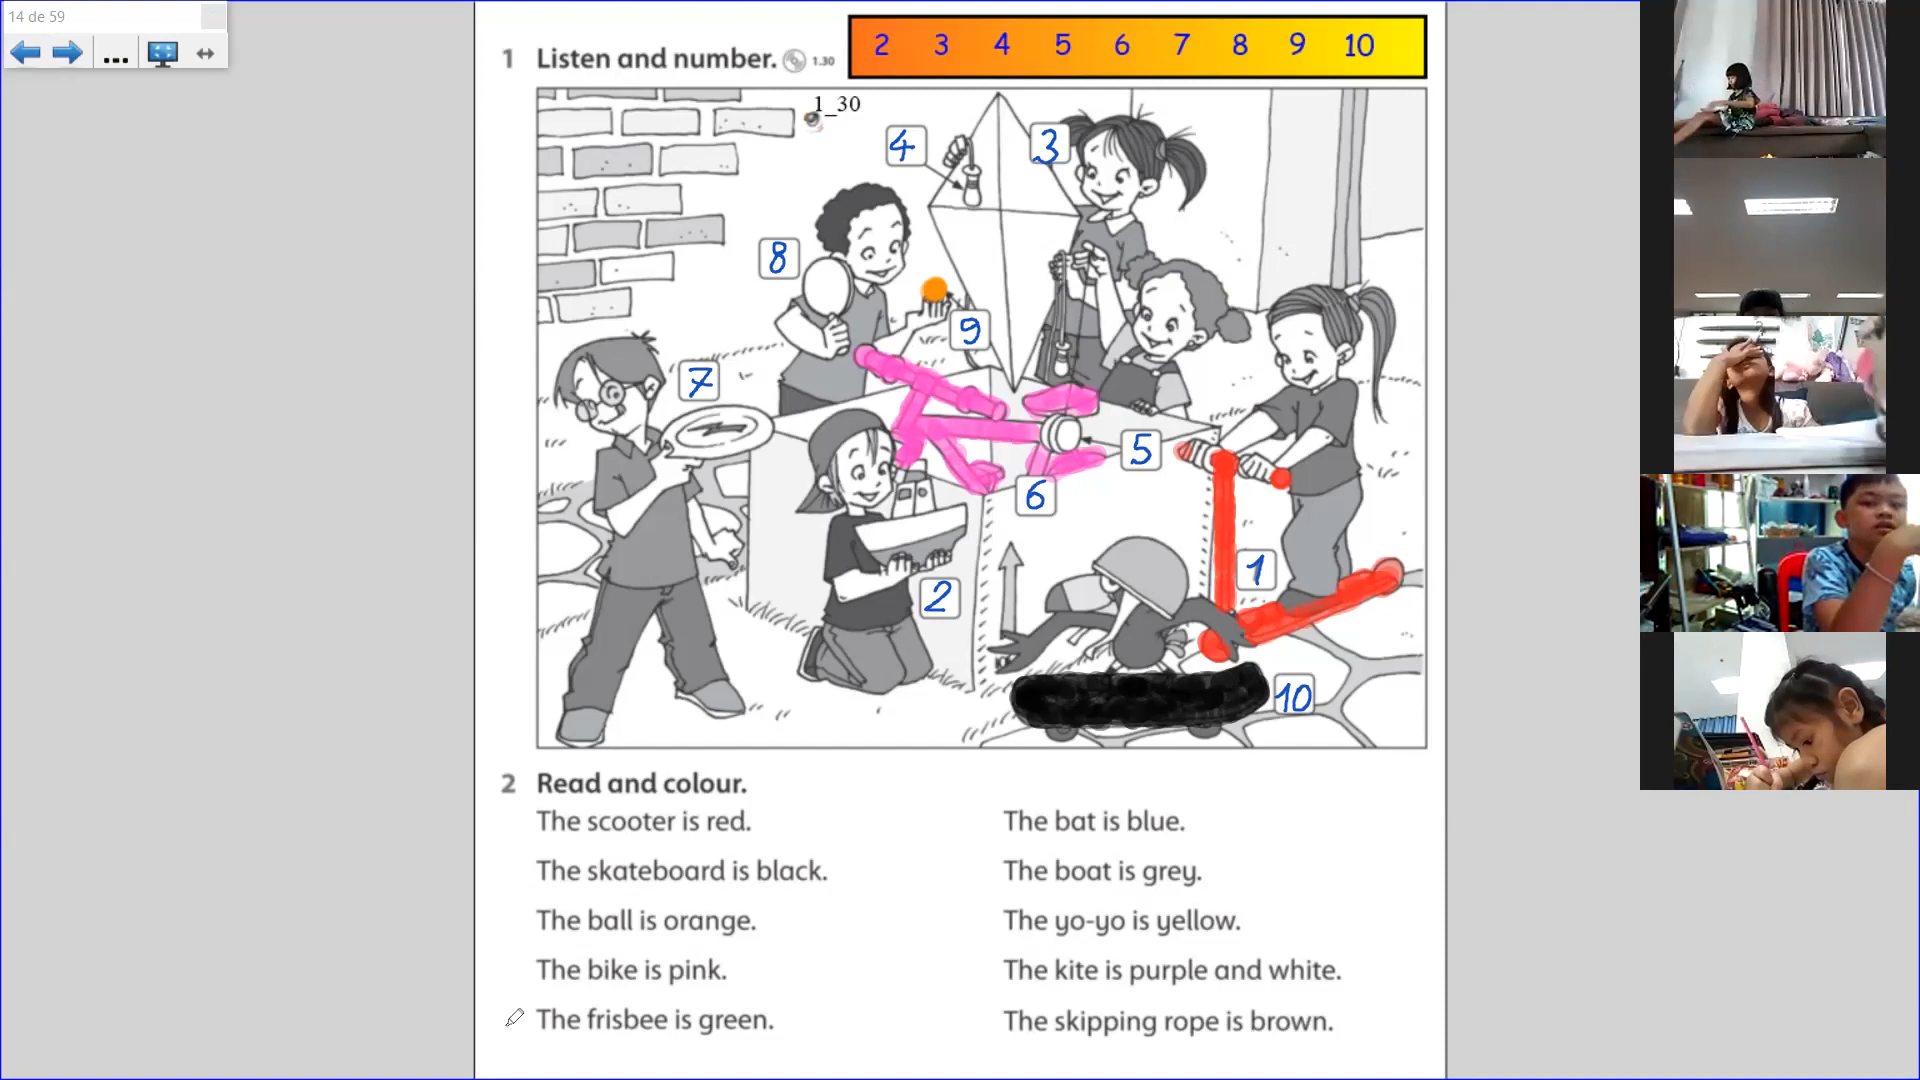 14 de 59
...
1 Listen and number. 1.30
2 3 4 5 6 7 8 9 10
1_30
4
3
8
9
7
5
6
1
2
10
2 Read and colour.
The scooter is red.
The skateboard is black.
The ball is orange.
The bike is pink.
The frisbee is green.
The bat is blue.
The boat is grey.
The yo-yo is yellow.
The kite is purple and white.
The skipping rope is brown.